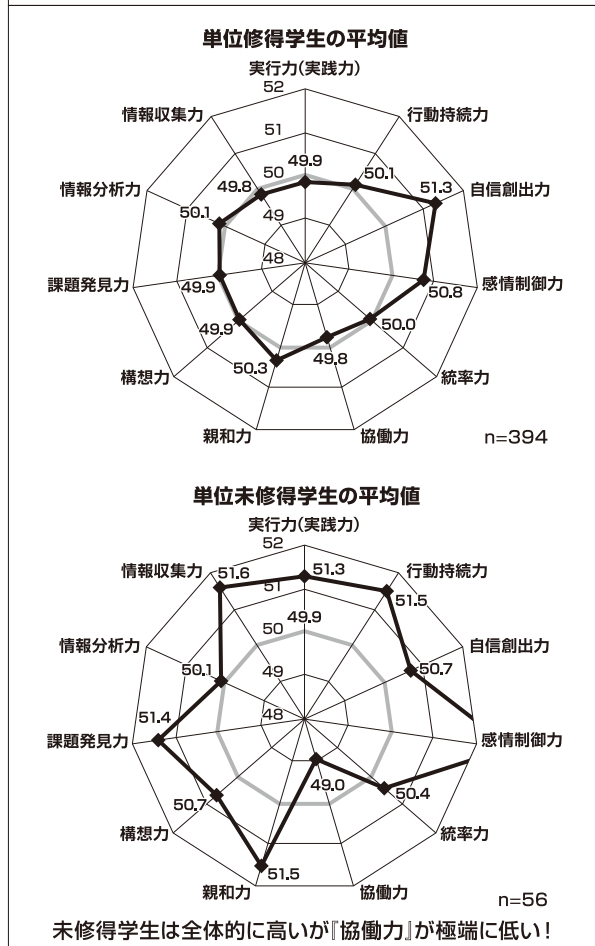 単位修得学生の平均値
実行力(実践力)
52
情報収集力
行動持続力
51
50
49.9
50.1
51.3
49.8
情報分析力
50.1
自信創出力
49
48
課題発見力
49.9
感情制御力
50.8
49.9
50.0
構想力
50.3
49.8
統率力
親和力
協働力
n=394
単位未修得学生の平均値
実行力(実践力)
52
情報収集力
51.6
51.3
行動持続力
51.5
51
50
49.9
情報分析力
50.1
50.7
自信創出力
49
48
51.4
課題発見力
感情制御力
50.7
49.0
50.4
構想力
統率力
51.5
親和力
協働力
n=56
未修得学生は全体的に高いが『協働力』が極端に低い!